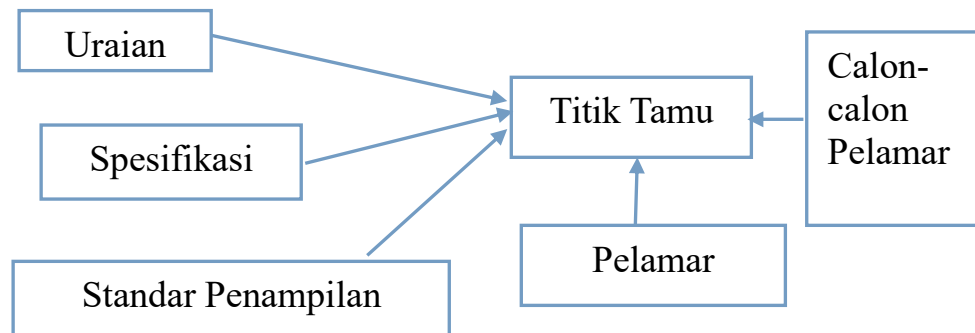 Uraian
Spesifikasi
Standar Penampilan
Titik Tamu
Pelamar
Calon-
calon
Pelamar